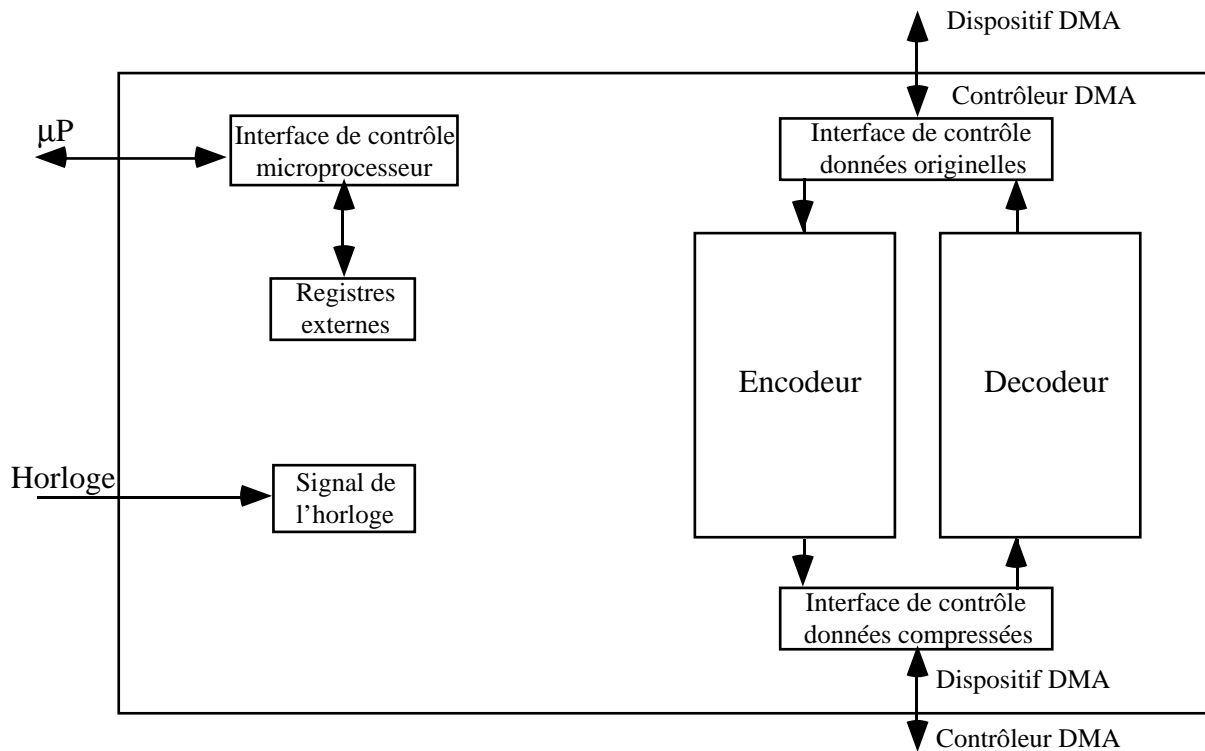 Dispositif DMA
Contrôleur DMA
µP
Interface de contrôle
microprocesseur
Interface de contrôle
données originelles
Registres
externes
Encodeur
Decodeur
Horloge
Signal de
l’horloge
Interface de contrôle
données compressées
Dispositif DMA
Contrôleur DMA